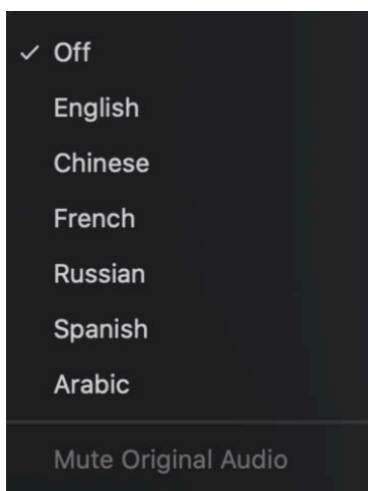 Off
English
Chinese
French
Russian
Spanish
Arabic
Mute Original Audio